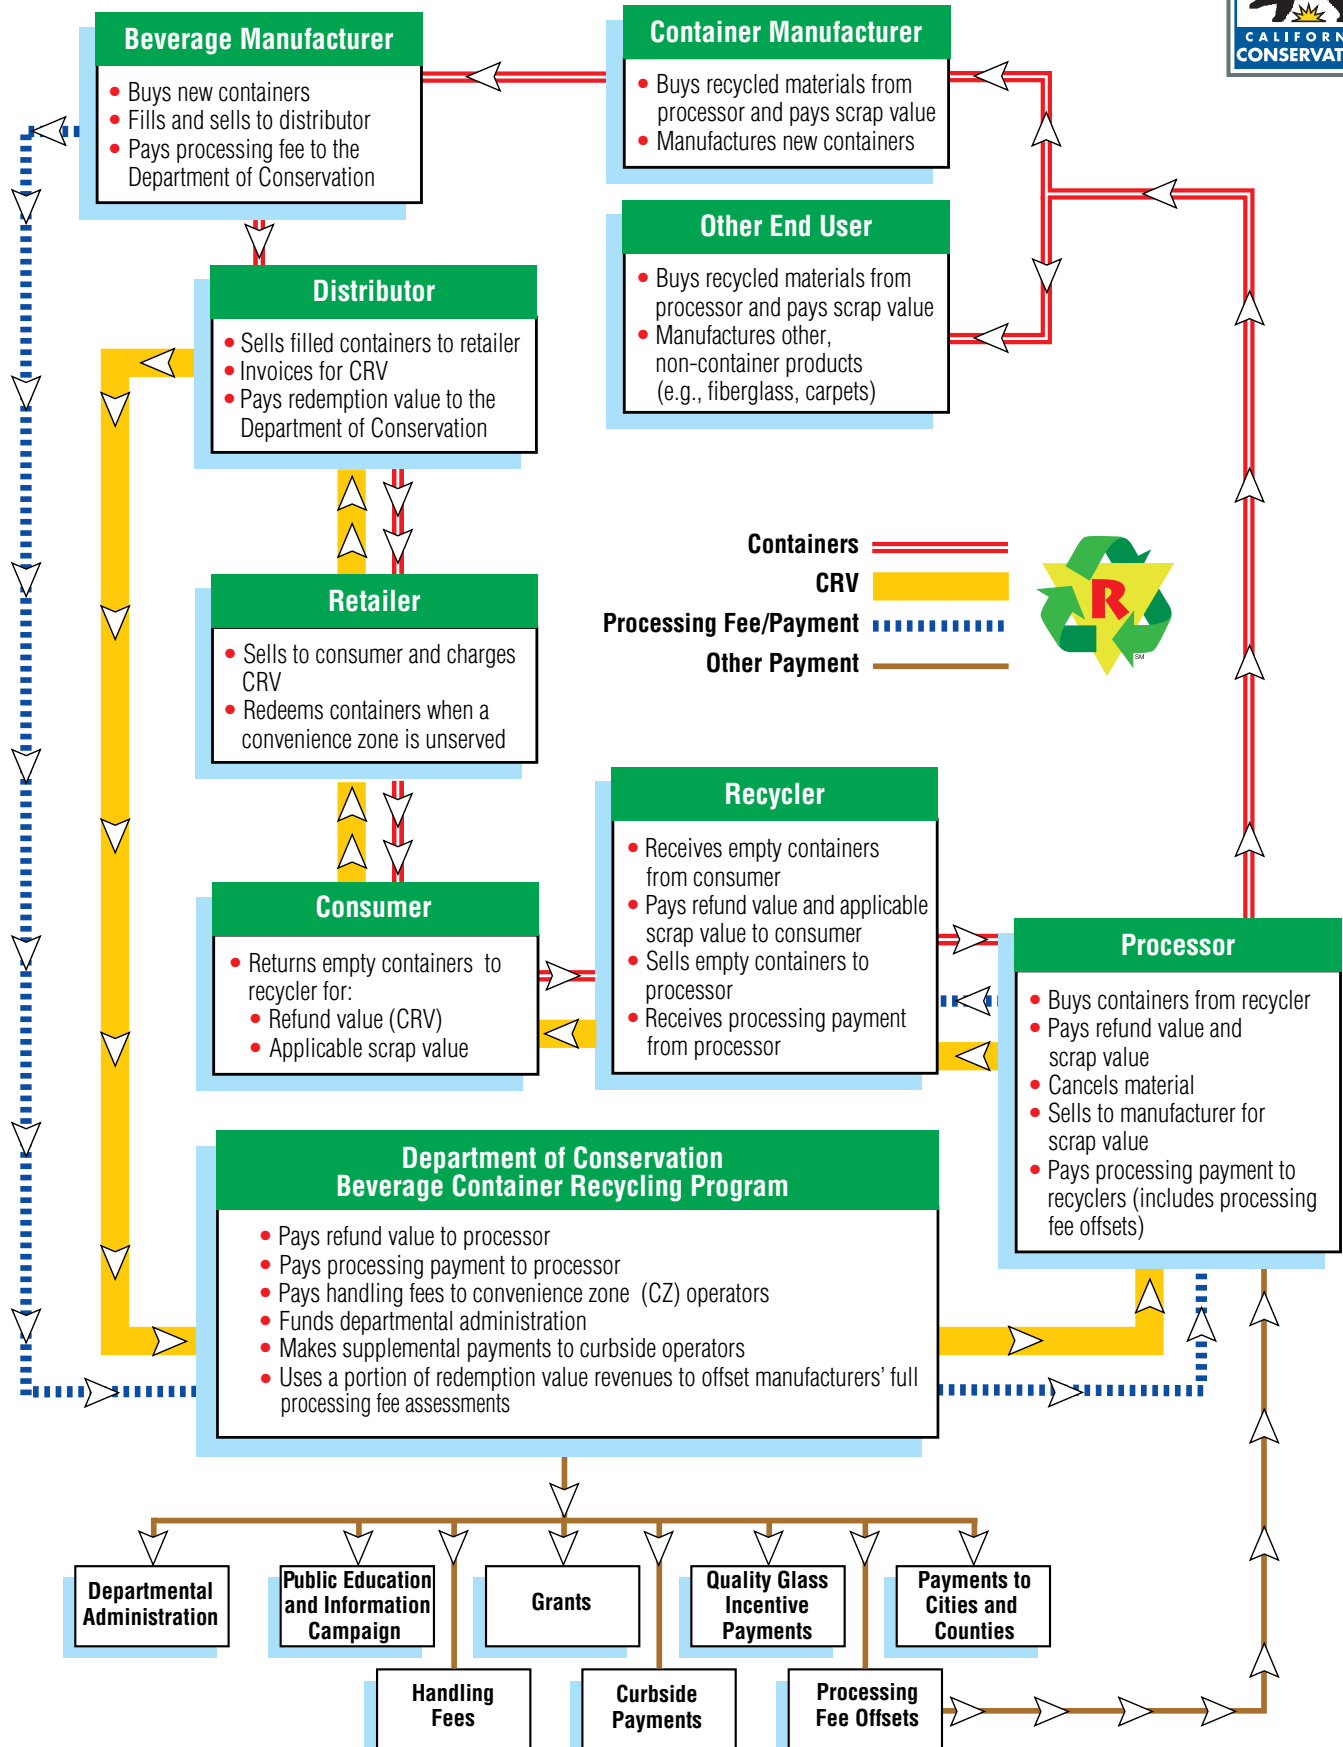 CALIFORN
CONSERVAT
Beverage Manufacturer
• Buys new containers
• Fills and sells to distributor
• Pays processing fee to the
Department of Conservation
Container Manufacturer
• Buys recycled materials from
processor and pays scrap value
• Manufactures new containers
Other End User
• Buys recycled materials from
processor and pays scrap value
• Manufactures other,
non-container products
(e.g., fiberglass, carpets)
Distributor
• Sells filled containers to retailer
• Invoices for CRV
• Pays redemption value to the
Department of Conservation
Containers
CRV
Processing Fee/Payment
Other Payment
R
SM
Retailer
• Sells to consumer and charges
CRV
• Redeems containers when a
convenience zone is unserved
Recycler
• Receives empty containers
from consumer
• Pays refund value and applicable
scrap value to consumer
• Sells empty containers to
processor
• Receives processing payment
from processor
Consumer
• Returns empty containers to
recycler for:
• Refund value (CRV)
• Applicable scrap value
Processor
• Buys containers from recycler
• Pays refund value and
scrap value
• Cancels material
• Sells to manufacturer for
scrap value
• Pays processing payment to
recyclers (includes processing
fee offsets)
Department of Conservation
Beverage Container Recycling Program
• Pays refund value to processor
• Pays processing payment to processor
• Pays handling fees to convenience zone (CZ) operators
• Funds departmental administration
• Makes supplemental payments to curbside operators
• Uses a portion of redemption value revenues to offset manufacturers’ full
processing fee assessments
Departmental
Administration
Public Education
and Information
Campaign
Grants
Quality Glass
Incentive
Payments
Payments to
Cities and
Counties
Handling
Fees
Curbside
Payments
Processing
Fee Offsets